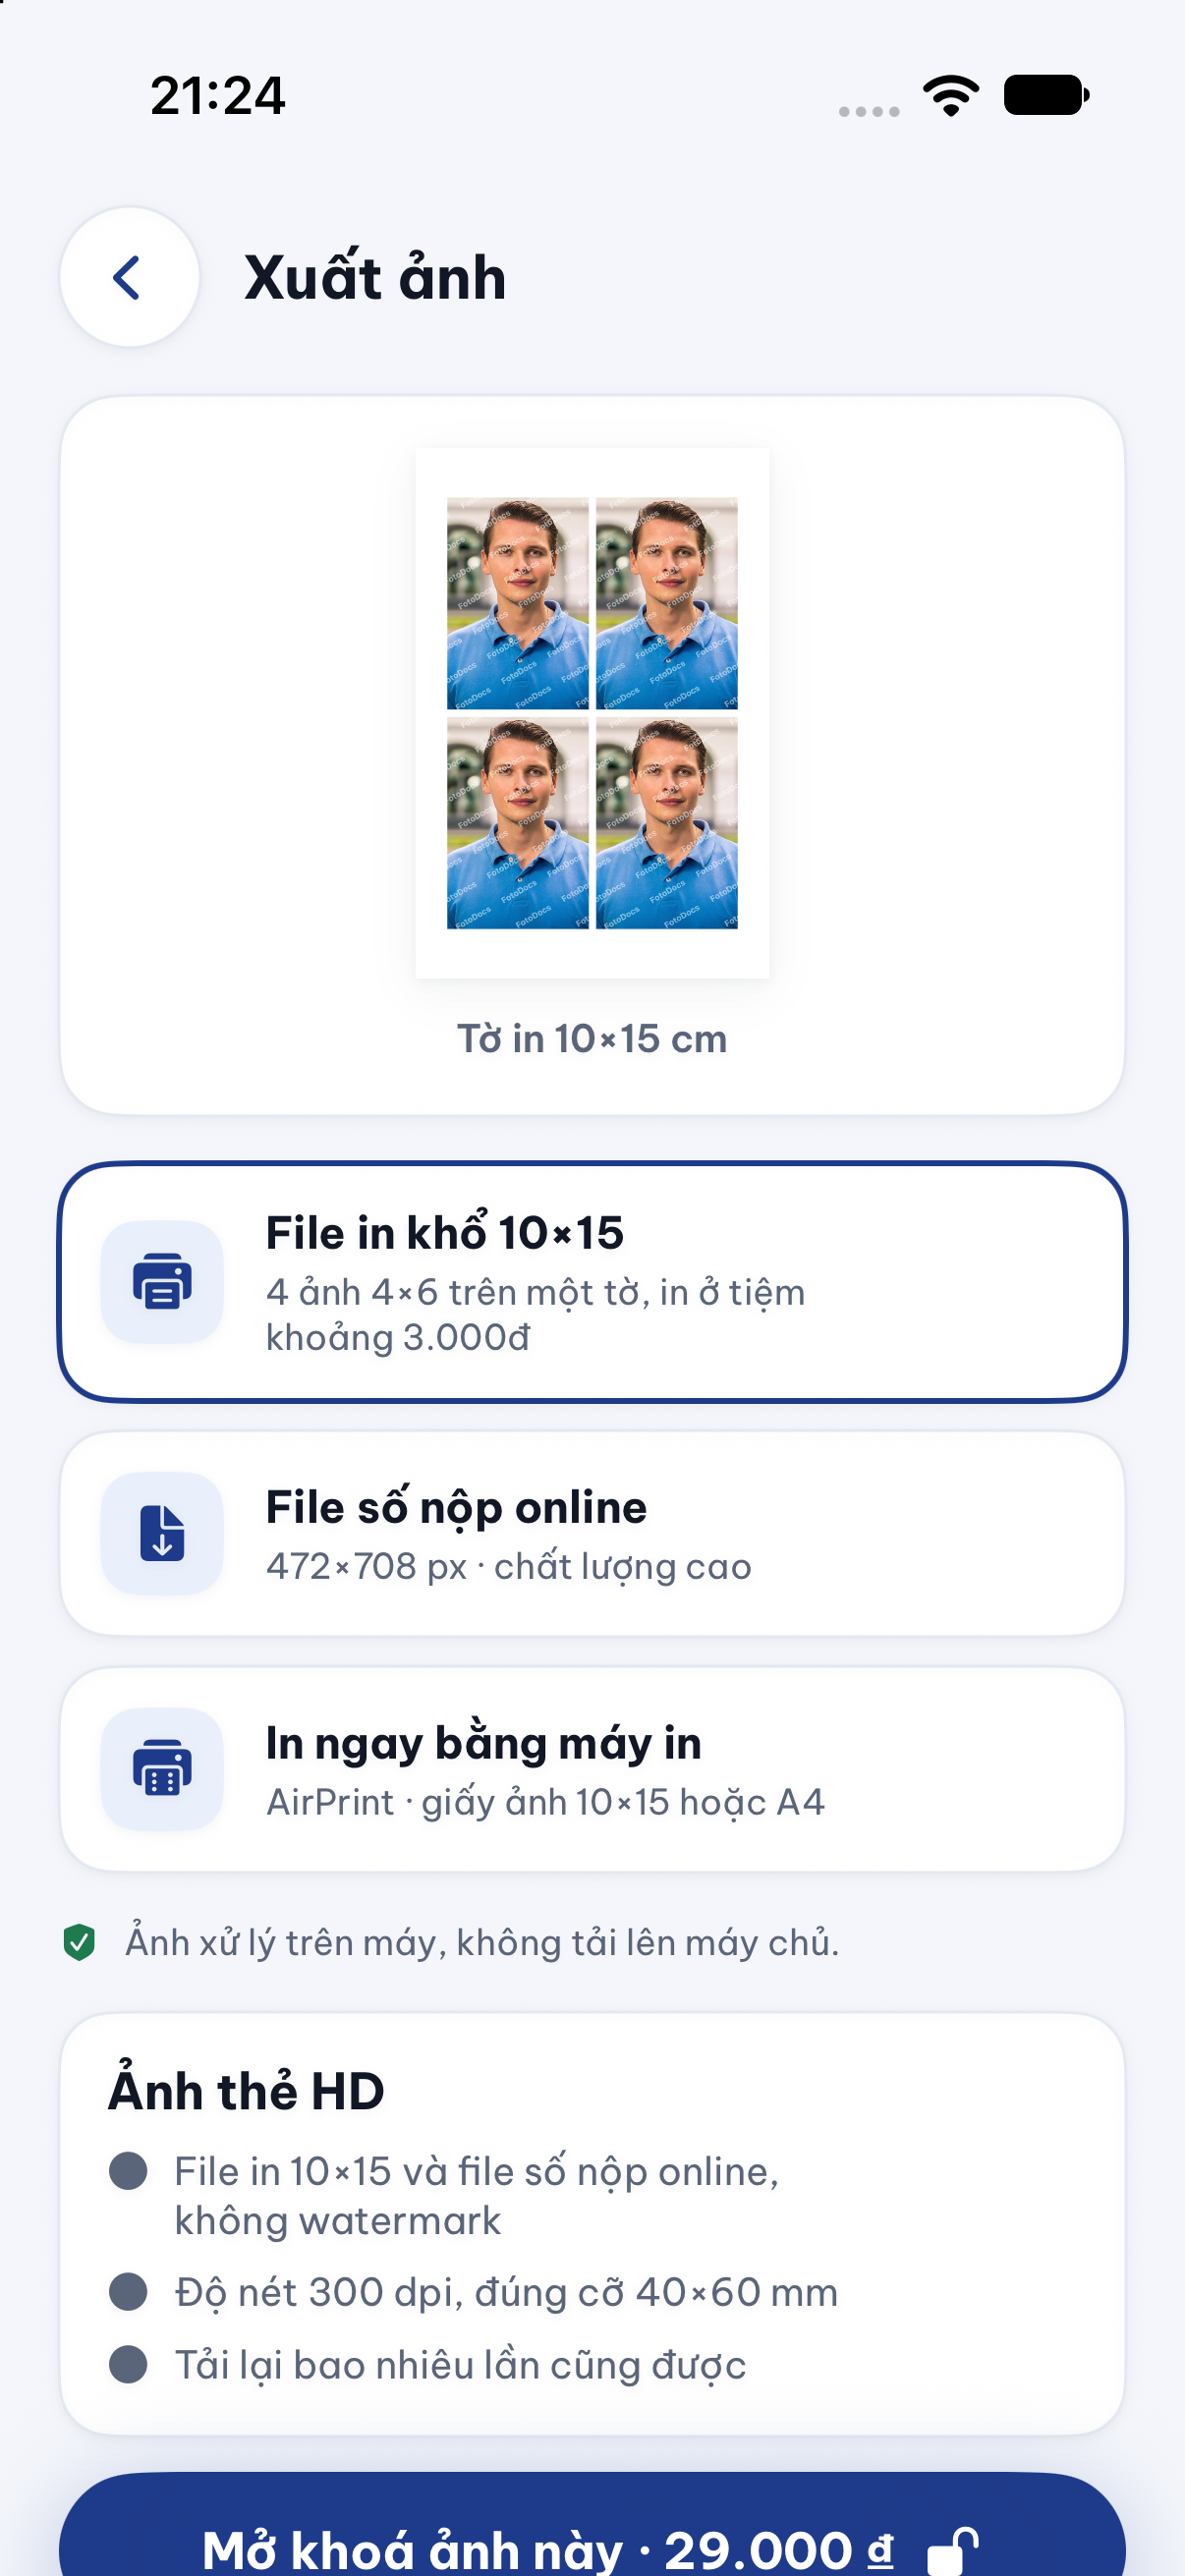 21:24
Xuất ảnh
FotoDocs
Tờ in 10×15 cm
File in khổ 10×15
4 ảnh 4×6 trên một tờ, in ở tiệm
khoảng 3.000đ
File số nộp online
472×708 px · chất lượng cao
In ngay bằng máy in
AirPrint · giấy ảnh 10×15 hoặc A4
Ảnh xử lý trên máy, không tải lên máy chủ.
Ảnh thẻ HD
File in 10×15 và file số nộp online,
không watermark
Độ nét 300 dpi, đúng cỡ 40×60 mm
Tải lại bao nhiêu lần cũng được
Mở khoá ảnh này · 29.000 ₫